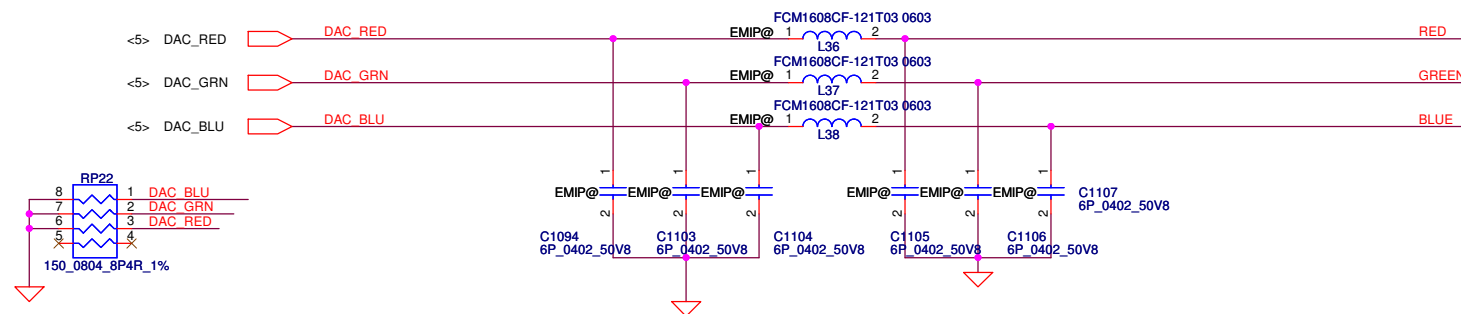 FCM1608CF-121T03 0603
<5> DAC_RED DAC_RED EMIP@ 1 2 RED
L36
FCM1608CF-121T03 0603
<5> DAC_GRN DAC_GRN EMIP@ 1 2 GREEN
L37
FCM1608CF-121T03 0603
<5> DAC_BLU DAC_BLU EMIP@ 1 2 BLUE
L38
RP22
8 1 DAC_BLU
7 2 DAC_GRN
6 3 DAC_RED
5 4
150_0804_8P4R_1%
1 1 1 1 1 1
EMIP@ EMIP@ EMIP@ EMIP@ EMIP@ EMIP@
2 2 2 2 2 2
C1107
6P_0402_50V8
C1094 C1103 C1104 C1105 C1106
6P_0402_50V8 6P_0402_50V8 6P_0402_50V8 6P_0402_50V8 6P_0402_50V8